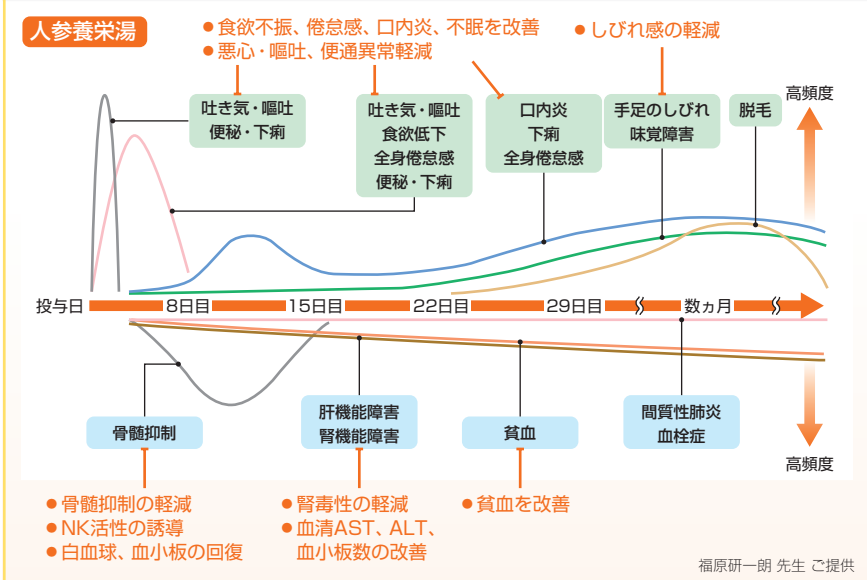 人参養栄湯
●食欲不振、倦怠感、口内炎、不眠を改善
●悪心・嘔吐、便通異常軽減
●しびれ感の軽減
吐き気・嘔吐
便秘・下痢
吐き気・嘔吐
食欲低下
全身倦怠感
便秘・下痢
口内炎
下痢
全身倦怠感
手足のしびれ
味覚障害
脱毛
高頻度
投与日
8日目
15日目
22日目
29日目
数ヵ月
骨髄抑制
肝機能障害
腎機能障害
貧血
間質性肺炎
血栓症
高頻度
●骨髄抑制の軽減
●NK活性の誘導
●白血球、血小板の回復
●腎毒性の軽減
●血清AST、ALT、
血小板数の改善
●貧血を改善
福原研一朗 先生 ご提供